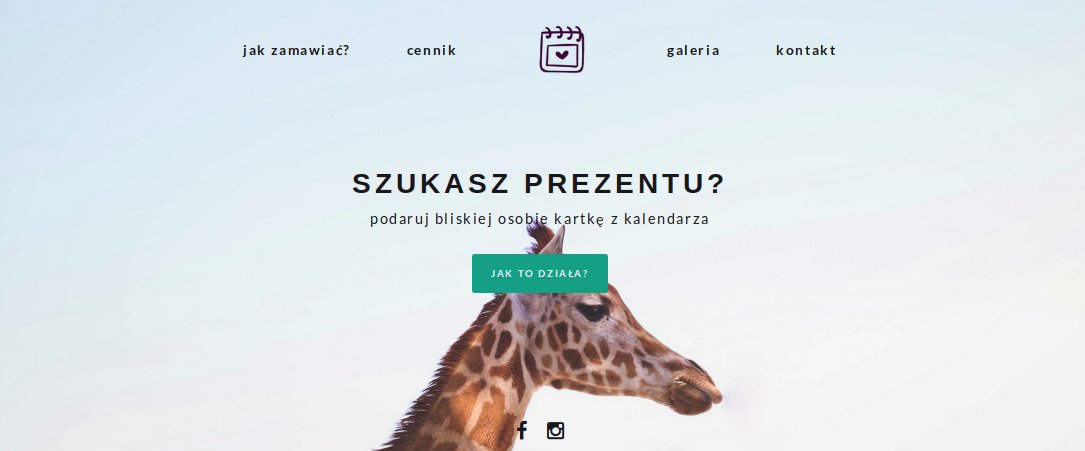 jak zamawiać? cennik galeria kontakt
SZUKASZ PREZENTU?
podaruj bliskiej osobie kartkę z kalendarza
JAK TO DZIAŁA?